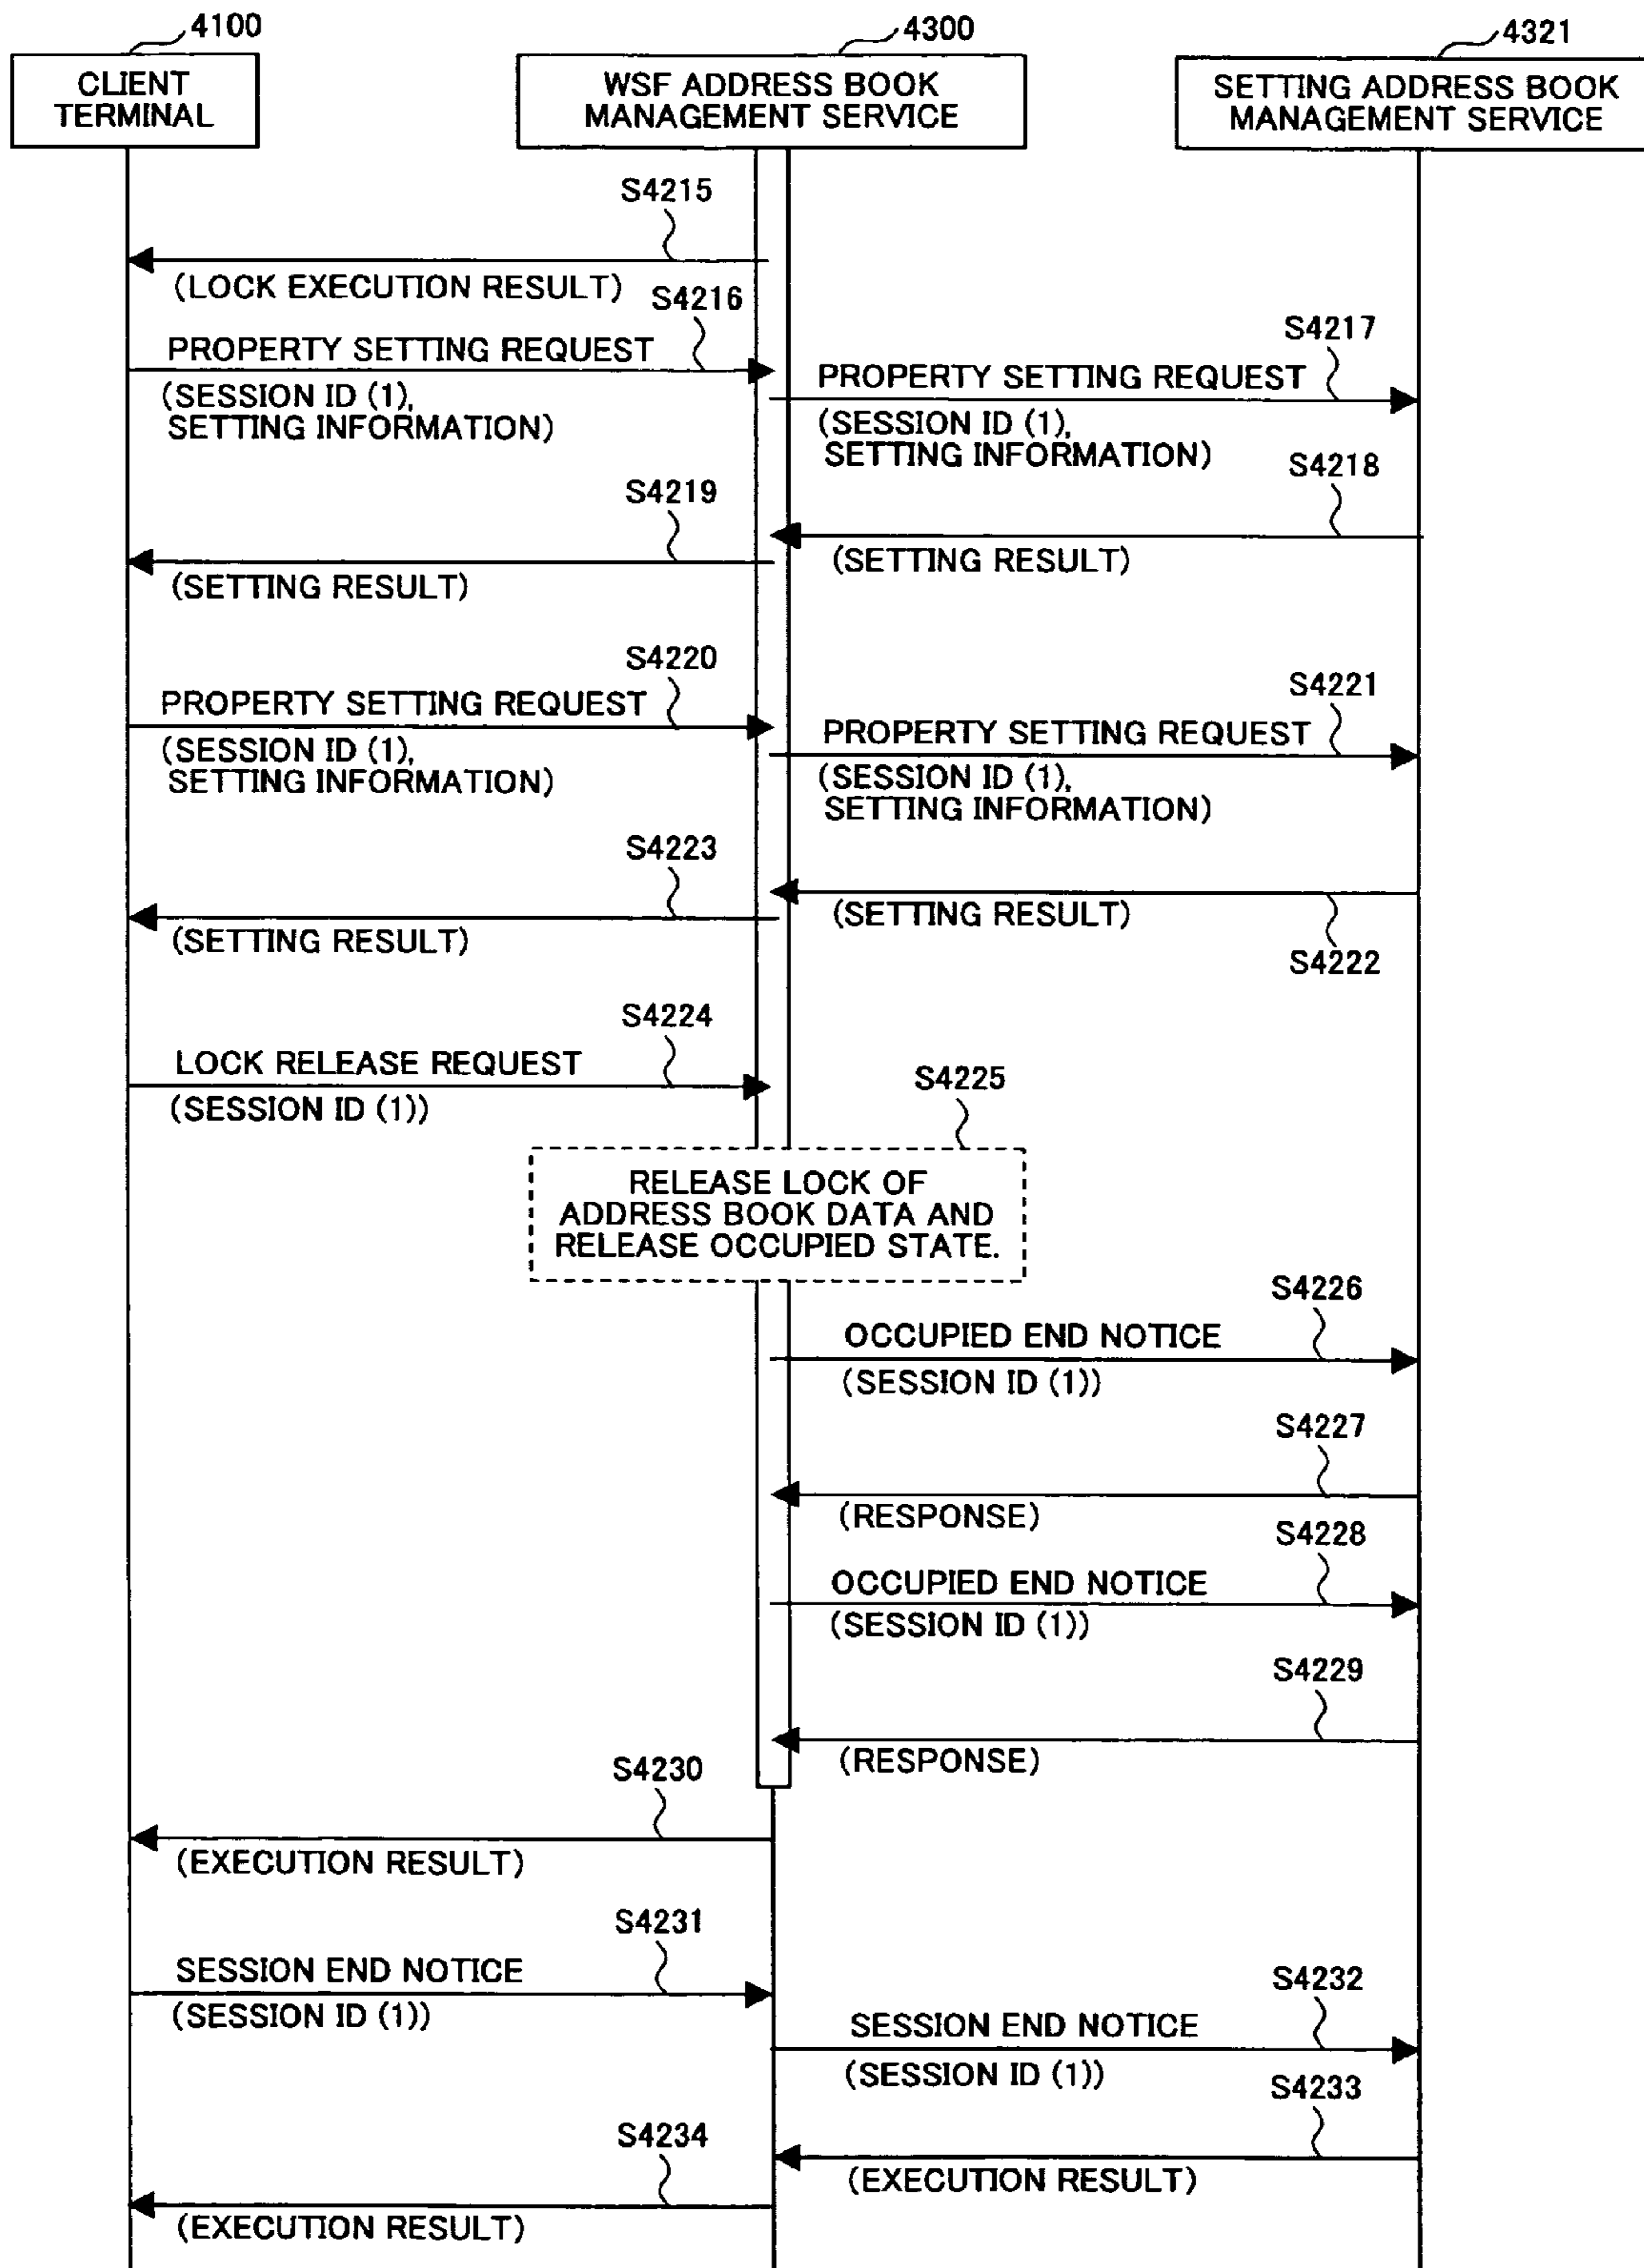 4100
4300
4321
CLIENT
TERMINAL
WSF ADDRESS BOOK
MANAGEMENT SERVICE
SETTING ADDRESS BOOK
MANAGEMENT SERVICE
S4215
(LOCK EXECUTION RESULT)
S4216
PROPERTY SETTING REQUEST
(SESSION ID (1),
SETTING INFORMATION)
S4217
PROPERTY SETTING REQUEST
(SESSION ID (1),
SETTING INFORMATION)
S4218
(SETTING RESULT)
S4219
(SETTING RESULT)
S4220
PROPERTY SETTING REQUEST
(SESSION ID (1),
SETTING INFORMATION)
S4221
PROPERTY SETTING REQUEST
(SESSION ID (1),
SETTING INFORMATION)
S4223
(SETTING RESULT)
(SETTING RESULT)
S4222
S4224
LOCK RELEASE REQUEST
(SESSION ID (1))
S4225
RELEASE LOCK OF
ADDRESS BOOK DATA AND
RELEASE OCCUPIED STATE.
S4226
OCCUPIED END NOTICE
(SESSION ID (1))
S4227
(RESPONSE)
S4228
OCCUPIED END NOTICE
(SESSION ID (1))
S4229
(RESPONSE)
S4230
(EXECUTION RESULT)
S4231
SESSION END NOTICE
(SESSION ID (1))
S4232
SESSION END NOTICE
(SESSION ID (1))
S4233
(EXECUTION RESULT)
S4234
(EXECUTION RESULT)